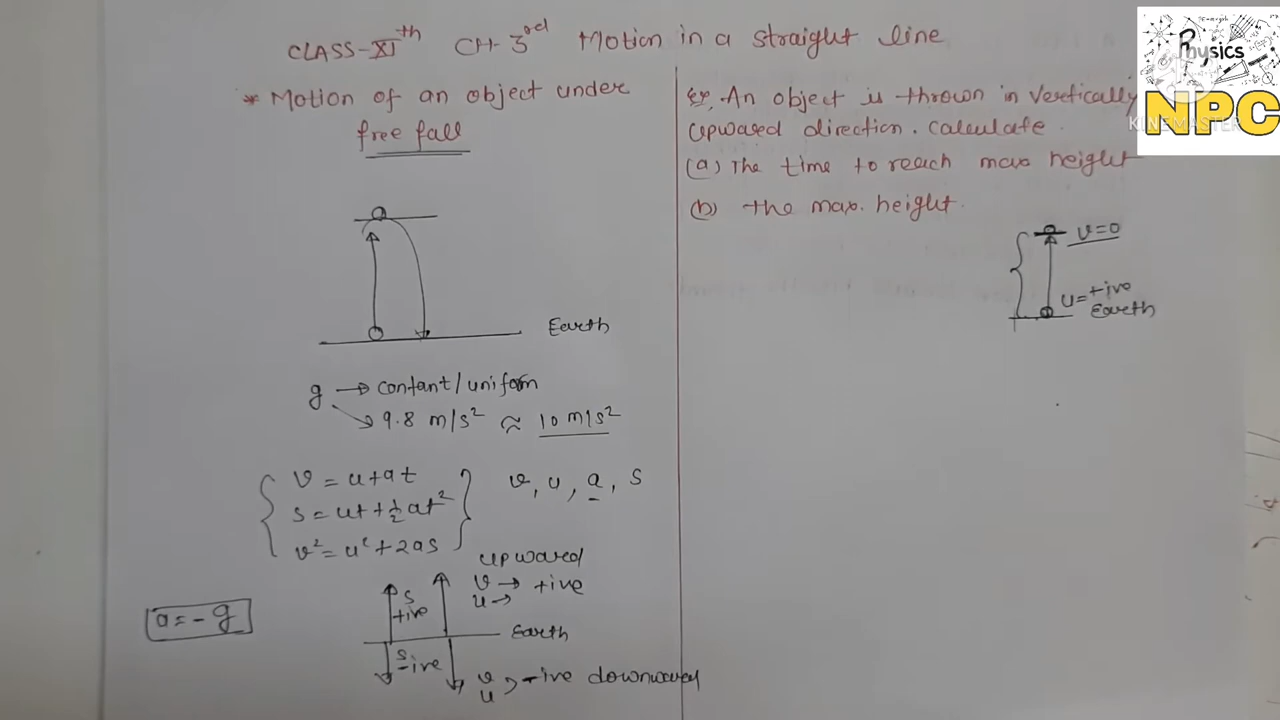 CLASS-XIth CH-3rd Motion in a straight line
* Motion of an object under
free fall
Earth
g → contant/uniform
↘ 9.8 m/s² ≈ 10 m/s²
v = u+at
s = ut + ½at²
v² = u² + 2as
v, u, a, s
upward
v → +ive
u →
s
+ive
Earth
s
-ive
v
u
-ive downward
a = - g
Ex. An object is thrown in vertically
upward direction. calculate
(a) The time to reach max height
(b) the max. height.
v=0
u=+ive
Earth
Physics
NPC
KINEMASTER